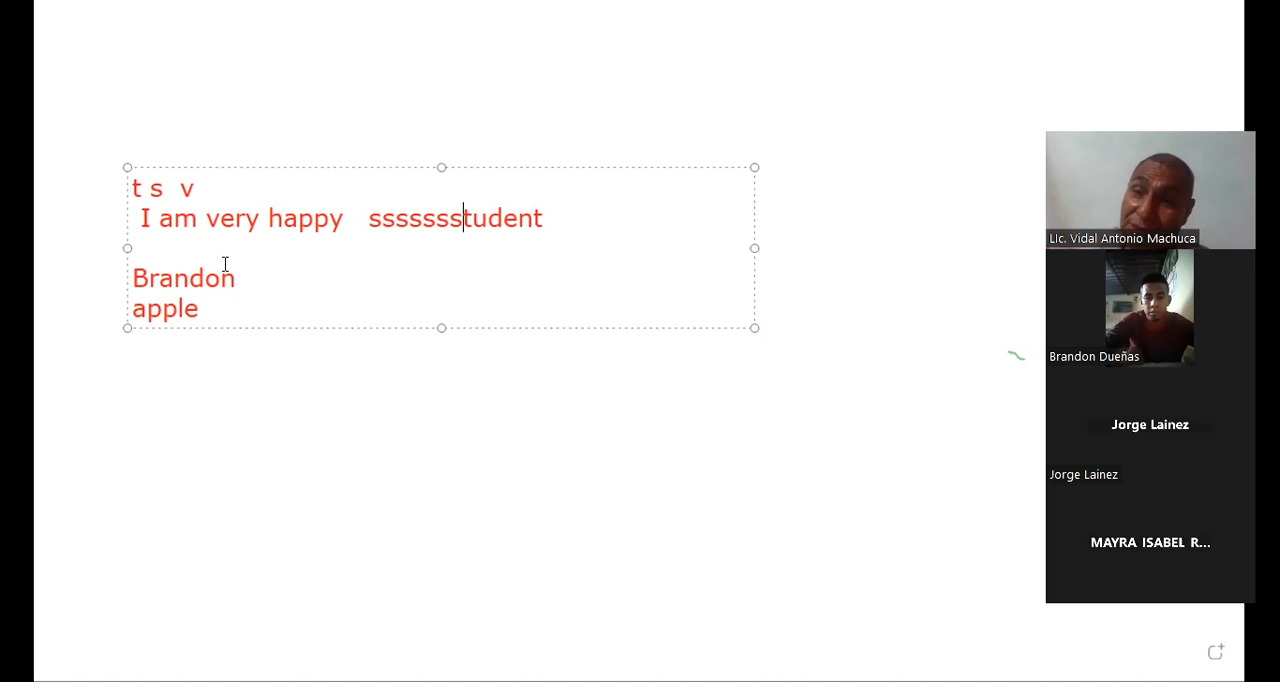 t s  v
I am very happy   ssssssstudent
Brandon
apple
LIc. Vidal Antonio Machuca
Brandon Dueñas
Jorge Lainez
Jorge Lainez
MAYRA ISABEL R...